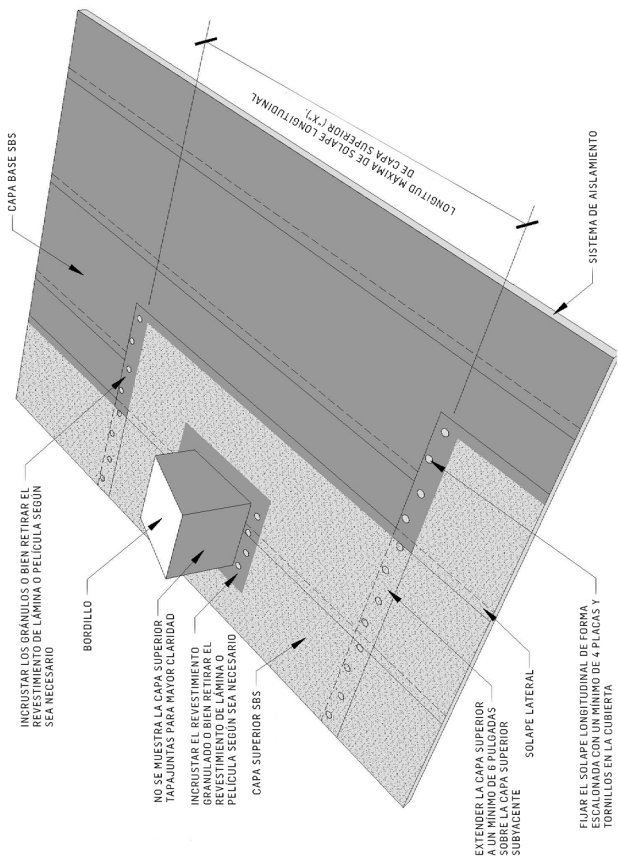 INCRUSTAR LOS GRÁNULOS O BIEN RETIRAR EL
REVESTIMIENTO DE LÁMINA O PELÍCULA SEGÚN
SEA NECESARIO
BORDILLO
NO SE MUESTRA LA CAPA SUPERIOR
TAPAJUNTAS PARA MAYOR CLARIDAD
INCRUSTAR EL REVESTIMIENTO
GRANULADO O BIEN RETIRAR EL
REVESTIMIENTO DE LÁMINA O
PELÍCULA SEGÚN SEA NECESARIO
CAPA SUPERIOR SBS
EXTENDER LA CAPA SUPERIOR
A UN MÍNIMO DE 6 PULGADAS
SOBRE LA CAPA SUPERIOR
SUBYACENTE
SOLAPE LATERAL
FIJAR EL SOLAPE LONGITUDINAL DE FORMA
ESCALONADA CON UN MÍNIMO DE 4 PLACAS Y
TORNILLOS EN LA CUBIERTA
CAPA BASE SBS
LONGITUD MÁXIMA DE SOLAPE LONGITUDINAL
DE CAPA SUPERIOR ("X").
SISTEMA DE AISLAMIENTO